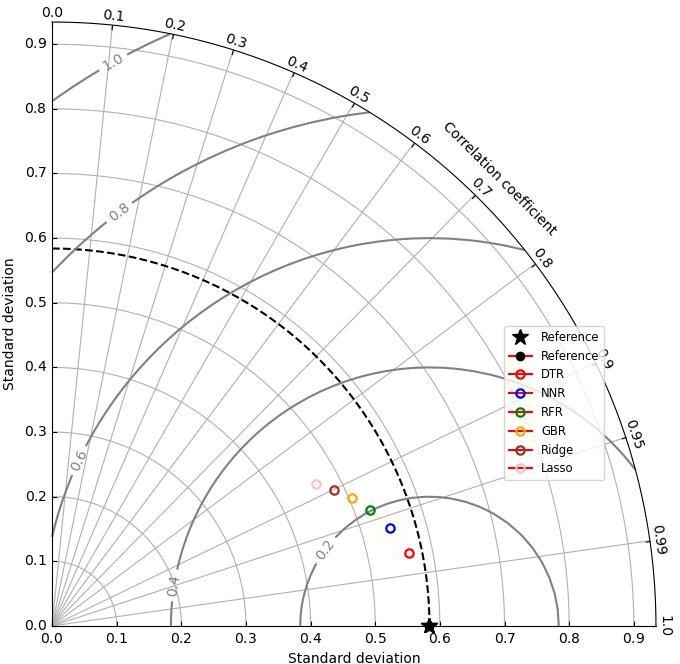 0.0
0.1
0.2
0.3
0.4
0.5
0.6
0.7
0.8
0.9
0.95
0.99
1.0
Correlation coefficient
0.9
0.8
0.7
0.6
0.5
0.4
0.3
0.2
0.1
0.0
Standard deviation
1.0
0.8
0.6
0.4
0.2
Reference
Reference
DTR
NNR
RFR
GBR
Ridge
Lasso
0.0 0.1 0.2 0.3 0.4 0.5 0.6 0.7 0.8 0.9
Standard deviation